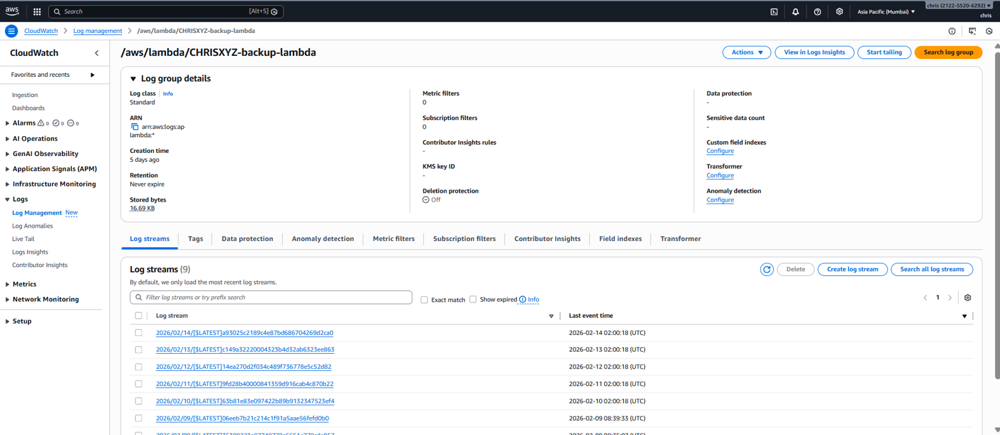 aws
Search [Alt+S]
Asia Pacific (Mumbai) ▼
chris (2122-5520-6292) ▼
chris
CloudWatch > Log management > /aws/lambda/CHRISXYZ-backup-lambda
CloudWatch
Favorites and recents
Ingestion
Dashboards
Alarms 0 0 0
AI Operations
GenAI Observability
Application Signals (APM)
Infrastructure Monitoring
Logs
Log Management New
Log Anomalies
Live Tail
Logs Insights
Contributor Insights
Metrics
Network Monitoring
Setup
/aws/lambda/CHRISXYZ-backup-lambda
Actions ▼ View in Logs Insights Start tailing Search log group
▼ Log group details
Log class Info
Standard
ARN
arn:aws:logs:ap-
lambda:*
Creation time
5 days ago
Retention
Never expire
Stored bytes
16.69 KB
Metric filters
0
Subscription filters
0
Contributor Insights rules
-
KMS key ID
-
Deletion protection
Off
Data protection
-
Sensitive data count
-
Custom field indexes
Configure
Transformer
Configure
Anomaly detection
Configure
Log streams Tags Data protection Anomaly detection Metric filters Subscription filters Contributor Insights Field indexes Transformer
Log streams (9)
Delete Create log stream Search all log streams
By default, we only load the most recent log streams.
Filter log streams or try prefix search Exact match Show expired Info
1
Log stream Last event time
2026/02/14/[$LATEST]a93025c2189c4e87bd686704269d2ca0 2026-02-14 02:00:18 (UTC)
2026/02/13/[$LATEST]c149a32220004323b4d32ab6323ee863 2026-02-13 02:00:18 (UTC)
2026/02/12/[$LATEST]14ea270d2f034c489f736778e5c52d82 2026-02-12 02:00:18 (UTC)
2026/02/11/[$LATEST]9fd28b40000841359d916cab4c870b22 2026-02-11 02:00:18 (UTC)
2026/02/10/[$LATEST]63b81e83e097422b89b9132347523ef4 2026-02-10 02:00:18 (UTC)
2026/02/09/[$LATEST]06eeb7b21c214c1f91a5aae56fefd0b0 2026-02-09 08:39:33 (UTC)